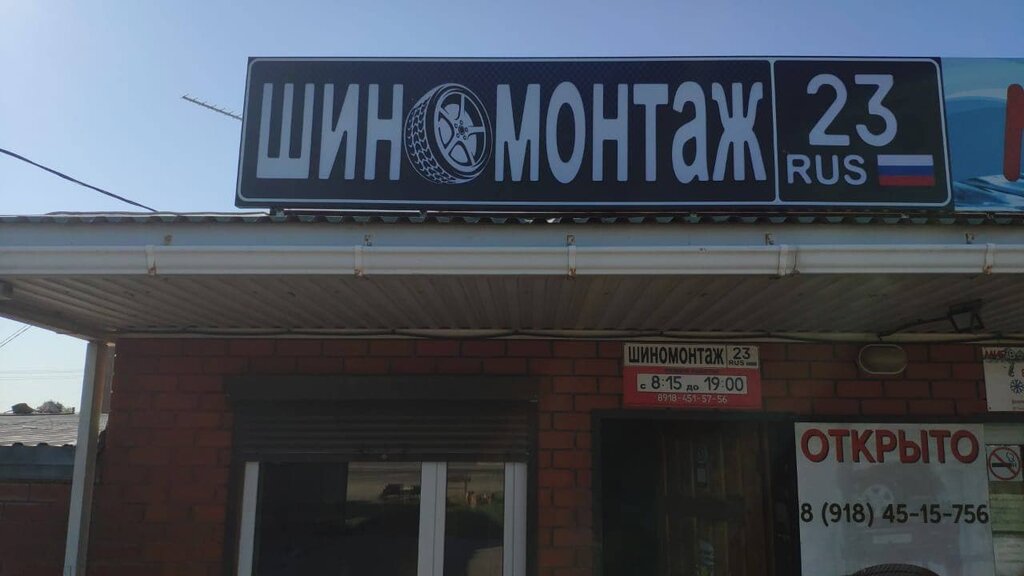 ШИНОМОНТАЖ
23
RUS
ШИНОМОНТАЖ 23
RUS
с 8:15 до 19:00
8918-451-57-56
ОТКРЫТО
8 (918) 45-15-756